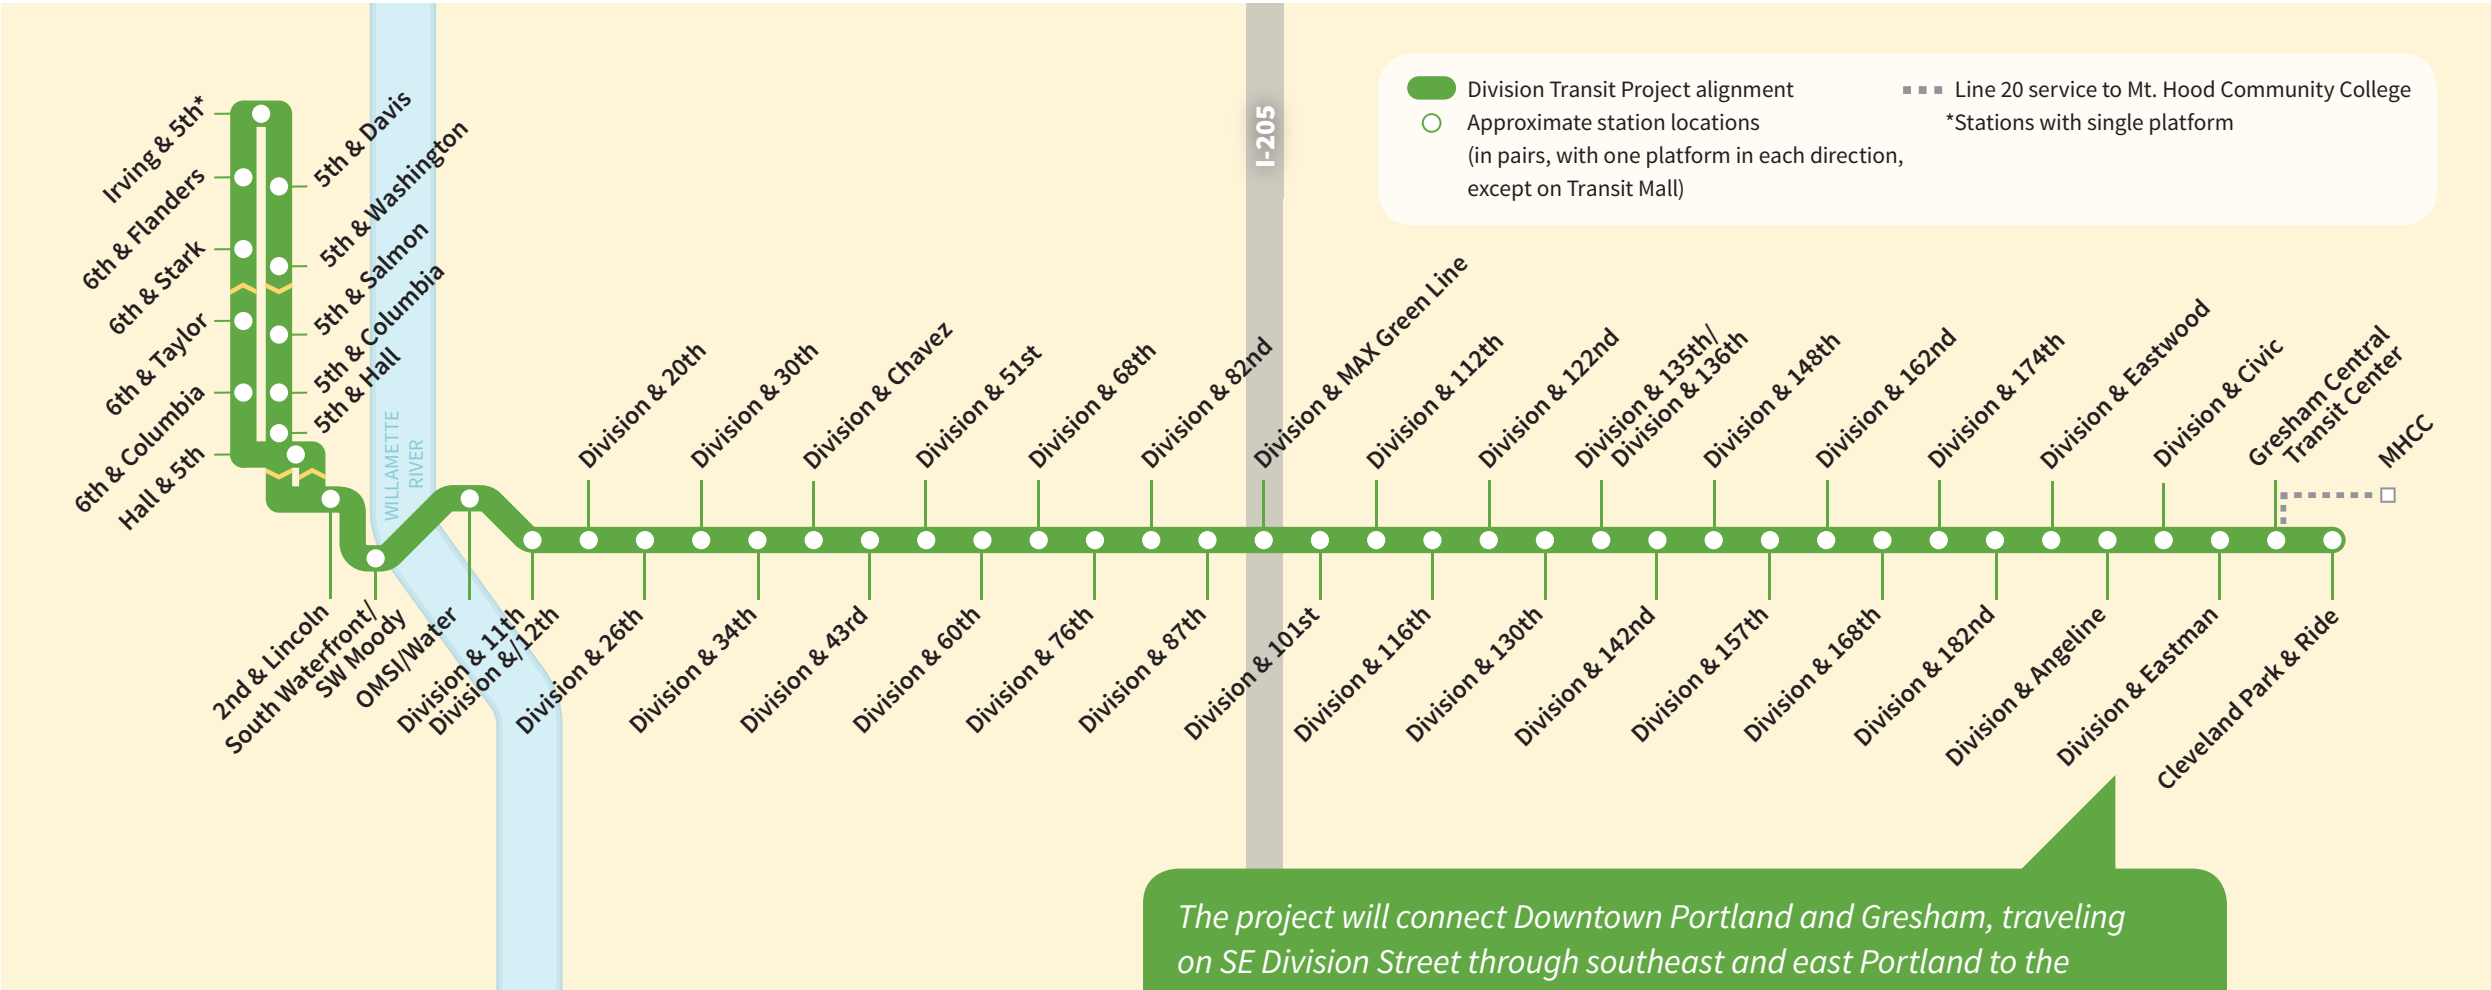 Division Transit Project alignment
Approximate station locations
(in pairs, with one platform in each direction,
except on Transit Mall)
Line 20 service to Mt. Hood Community College
*Stations with single platform
I-205
WILLAMETTE
RIVER
Irving & 5th*
6th & Flanders
6th & Stark
6th & Taylor
6th & Columbia
Hall & 5th
5th & Davis
5th & Washington
5th & Salmon
5th & Columbia
5th & Hall
2nd & Lincoln
South Waterfront/
SW Moody
OMSI/Water
Division & 11th
Division &/12th
Division & 20th
Division & 26th
Division & 30th
Division & 34th
Division & Chavez
Division & 43rd
Division & 51st
Division & 60th
Division & 68th
Division & 76th
Division & 82nd
Division & 87th
Division & MAX Green Line
Division & 101st
Division & 112th
Division & 116th
Division & 122nd
Division & 130th
Division & 135th/
Division & 136th
Division & 142nd
Division & 148th
Division & 157th
Division & 162nd
Division & 168th
Division & 174th
Division & 182nd
Division & Eastwood
Division & Angeline
Division & Civic
Division & Eastman
Gresham Central
Transit Center
Cleveland Park & Ride
MHCC
The project will connect Downtown Portland and Gresham, traveling
on SE Division Street through southeast and east Portland to the